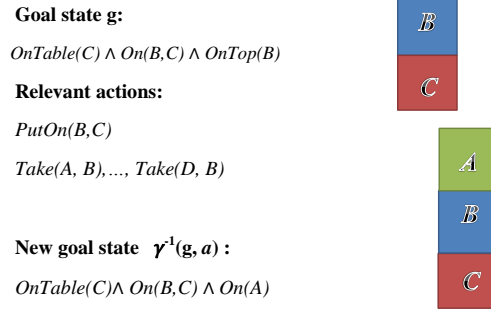 Goal state g:
B
OnTable(C) ∧ On(B,C) ∧ OnTop(B)
C
Relevant actions:
PutOn(B,C)
A
Take(A, B),..., Take(D, B)
B
New goal state γ⁻¹(g, a) :
C
OnTable(C)∧ On(B,C) ∧ On(A)